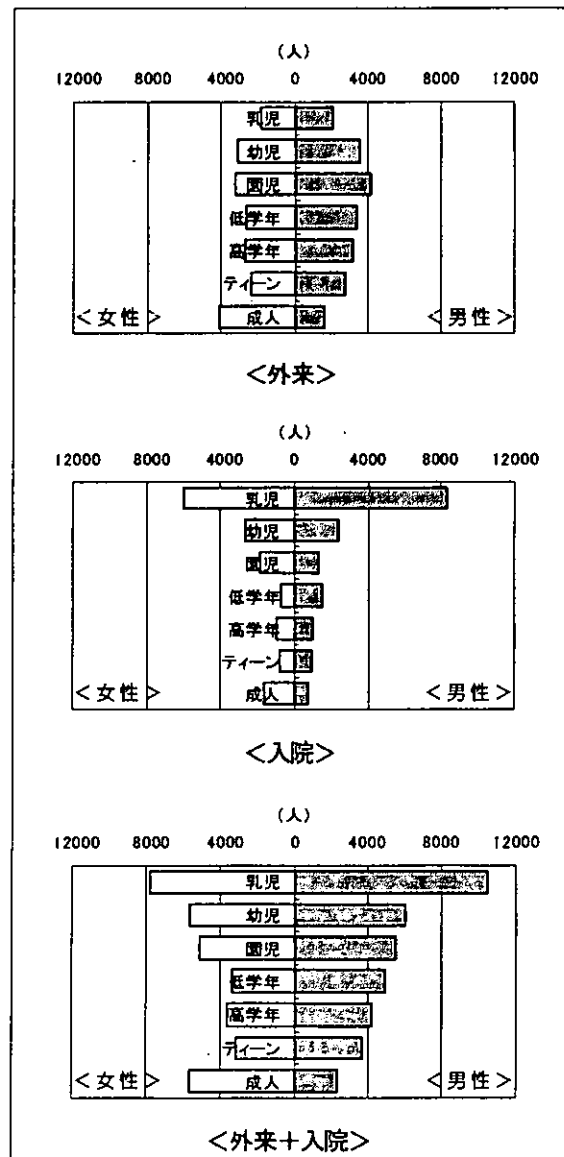 (人)
12000 8000 4000 0 4000 8000 12000
乳児
幼児
園児
低学年
高学年
ティーン
<女性> 成人 <男性>
<外来>
(人)
12000 8000 4000 0 4000 8000 12000
乳児
幼児
園児
低学年
高学年
ティーン
<女性> 成人 <男性>
<入院>
(人)
12000 8000 4000 0 4000 8000 12000
乳児
幼児
園児
低学年
高学年
ティーン
<女性> 成人 <男性>
<外来+入院>